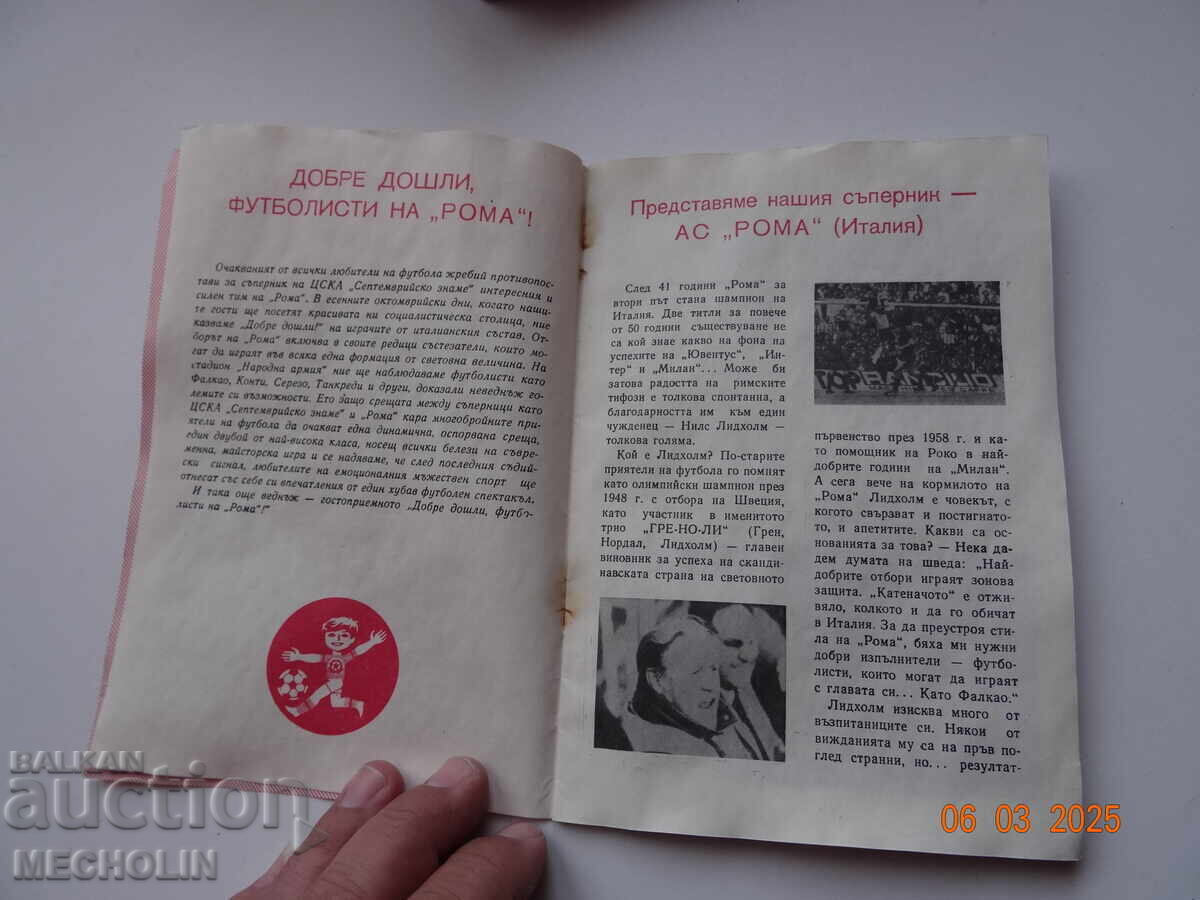 ДОБРЕ ДОШЛИ,
ФУТБОЛИСТИ НА „РОМА“!
Очакваният от всички любители на футбола жребий противопос-
тави за съперник на ЦСКА „Септемврийско знаме“ интересния и
силен тим на „Рома“. В есенните октомврийски дни, когато наши-
те гости ще посетят красивата ни социалистическа столица, ние
казваме „Добре дошли!“ на играчите от италианския състав. От-
борът на „Рома“ включва в своите редици състезатели, които мо-
гат да играят във всяка една формация от световна величина. На
стадион „Народна армия“ ние ще наблюдаваме футболисти като
Фалкао, Конти, Серезо, Танкреди и други, доказали неведнъж го-
лемите си възможности. Ето защо срещата между съперници като
ЦСКА „Септемврийско знаме“ и „Рома“ кара многобройните при-
ятели на футбола да очакват една динамична, оспорвана среща,
един двубой от най-висока класа, носещ всички белези на съвре-
менна, майсторска игра и се надяваме, че след последния съдий-
ски сигнал, любителите на емоционалния мъжествен спорт ще
отнесат със себе си впечатления от един хубав футболен спектакъл.
И така още веднъж — гостоприемното „Добре дошли, футбо-
листи на „Рома“!“
Представяме нашия съперник —
АС „РОМА“ (Италия)
След 41 години „Рома“ за
втори път стана шампион на
Италия. Две титли за повече
от 50 години съществуване не
са кой знае какво на фона на
успехите на „Ювентус“, „Ин-
тер“ и „Милан“... Може би
затова радостта на римските
тифози е толкова спонтанна, а
благодарността им към един
чужденец — Нилс Лидхолм —
толкова голяма.
Кой е Лидхолм? По-старите
приятели на футбола го помнят
като олимпийски шампион през
1948 г. с отбора на Швеция,
като участник в именитото
трио „ГРЕ-НО-ЛИ“ (Грен,
Нордал, Лидхолм) — главен
виновник за успеха на сканди-
навската страна на световното
първенство през 1958 г. и ка-
то помощник на Роко в най-
добрите години на „Милан“.
А сега вече на кормилото на
„Рома“ Лидхолм е човекът, с
когото свързват и постигнато-
то, и апетитите. Какви са ос-
нованията за това? — Нека да-
дем думата на шведа: „Най-
добрите отбори играят зонова
защита. „Катеначото“ е отжи-
вяло, колкото и да го обичат
в Италия. За да преустроя сти-
ла на „Рома“, бяха ми нужни
добри изпълнители — футбо-
листи, които могат да играят
с главата си... Като Фалкао.“
Лидхолм изисква много от
възпитаниците си. Някои от
вижданията му са на пръв по-
глед странни, но... резултат-
BALKAN
auction
MECHOLIN
06 03 2025